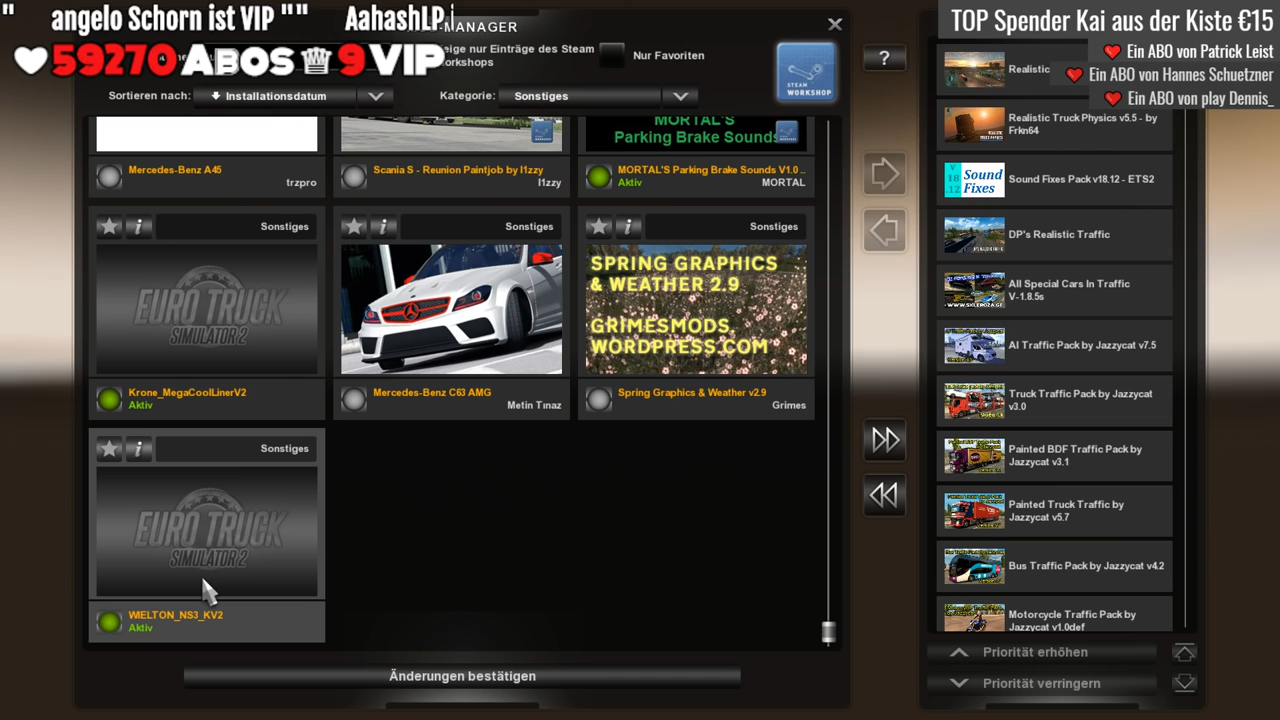 " angelo Schorn ist VIP "" AahashLP
59270 ABOS 9 VIP
TOP Spender Kai aus der Kiste €15
Ein ABO von Patrick Leist
Ein ABO von Hannes Schuetzner
Ein ABO von play Dennis_
-MANAGER
eige nur Einträge des Steam
orkshops
Nur Favoriten
STEAM
WORKSHOP
?
Sortieren nach:
Installationsdatum
Kategorie:
Sonstiges
MORTAL'S
Parking Brake Sounds
Mercedes-Benz A45
trzpro
Scania S - Reunion Paintjob by l1zzy
l1zzy
MORTAL'S Parking Brake Sounds V1.0 ..
Aktiv
MORTAL
Sonstiges
Sonstiges
Sonstiges
EURO TRUCK
SIMULATOR 2
SPRING GRAPHICS
& WEATHER 2.9
GRIMESMODS.
WORDPRESS.COM
Krone_MegaCoolLinerV2
Aktiv
Mercedes-Benz C63 AMG
Metin Tınaz
Spring Graphics & Weather v2.9
Grimes
Sonstiges
EURO TRUCK
SIMULATOR 2
WIELTON_NS3_KV2
Aktiv
Änderungen bestätigen
Realistic
Realistic Truck Physics v5.5 - by
Frkn64
V
18
.12
Sound
Fixes
Sound Fixes Pack v18.12 - ETS2
DP's Realistic Traffic
All Special Cars In Traffic
V-1.8.5s
WWW.SKLEROZA.GE
AI Traffic Pack by Jazzycat v7.5
Truck Traffic Pack by Jazzycat
v3.0
Painted BDF Traffic Pack by
Jazzycat v3.1
Painted Truck Traffic by
Jazzycat v5.7
Bus Traffic Pack by Jazzycat v4.2
Motorcycle Traffic Pack by
Jazzycat v1.0def
Priorität erhöhen
Priorität verringern